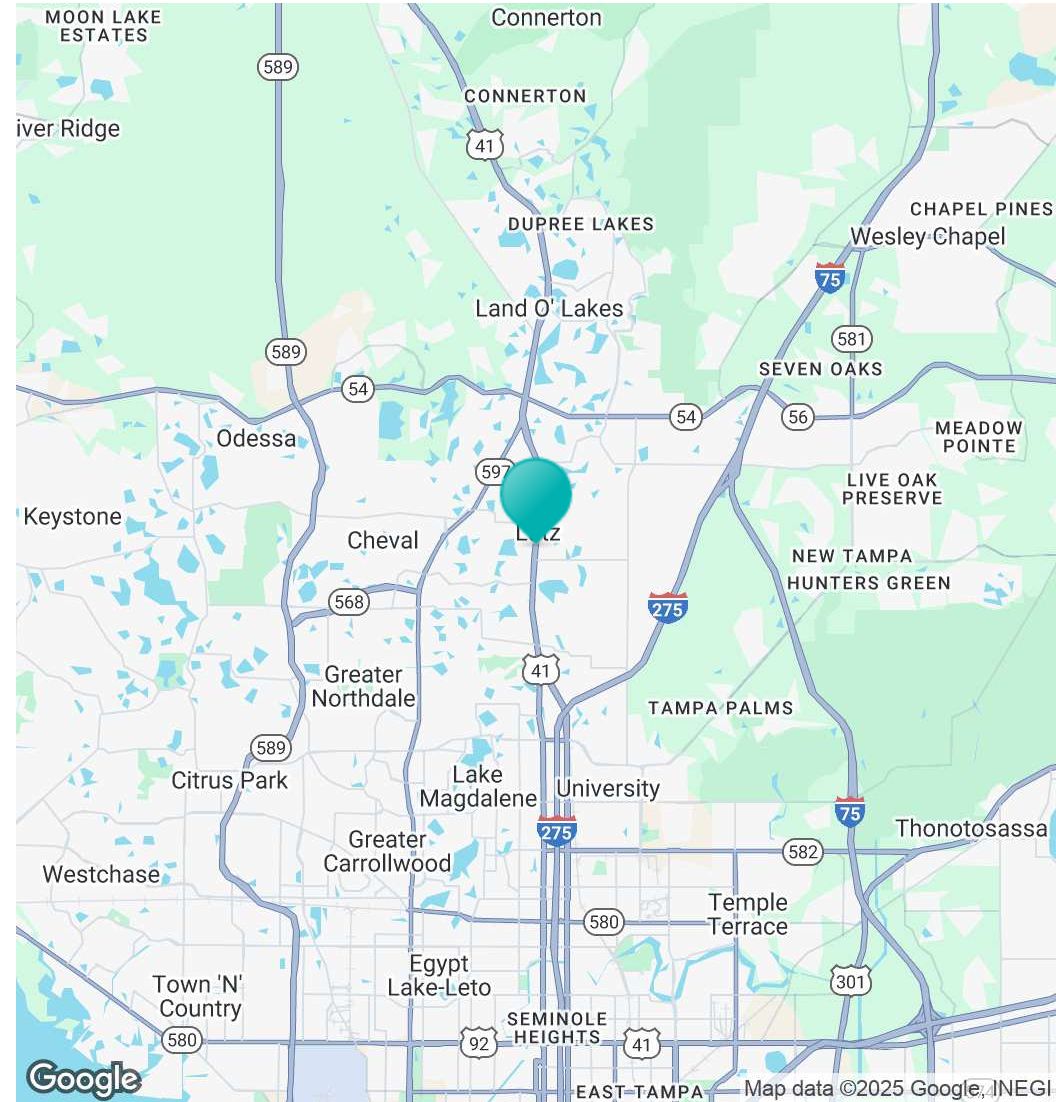 MOON LAKE
ESTATES
Connerton
589
CONNERTON
iver Ridge
41
CHAPEL PINES
DUPREE LAKES
Wesley Chapel
75
Land O' Lakes
581
589
SEVEN OAKS
54
54
56
Odessa
MEADOW
POINTE
597
LIVE OAK
PRESERVE
Keystone
Cheval
NEW TAMPA
HUNTERS GREEN
568
275
41
Greater
Northdale
TAMPA PALMS
589
Citrus Park
Lake
Magdalene
University
75
275
Thonotosassa
Greater
Carrollwood
582
Westchase
Temple
Terrace
580
Egypt
Lake-Leto
Town 'N'
Country
301
SEMINOLE
HEIGHTS
580
92
41
Google
EAST TAMPA
Map data ©2025 Google, INEGI